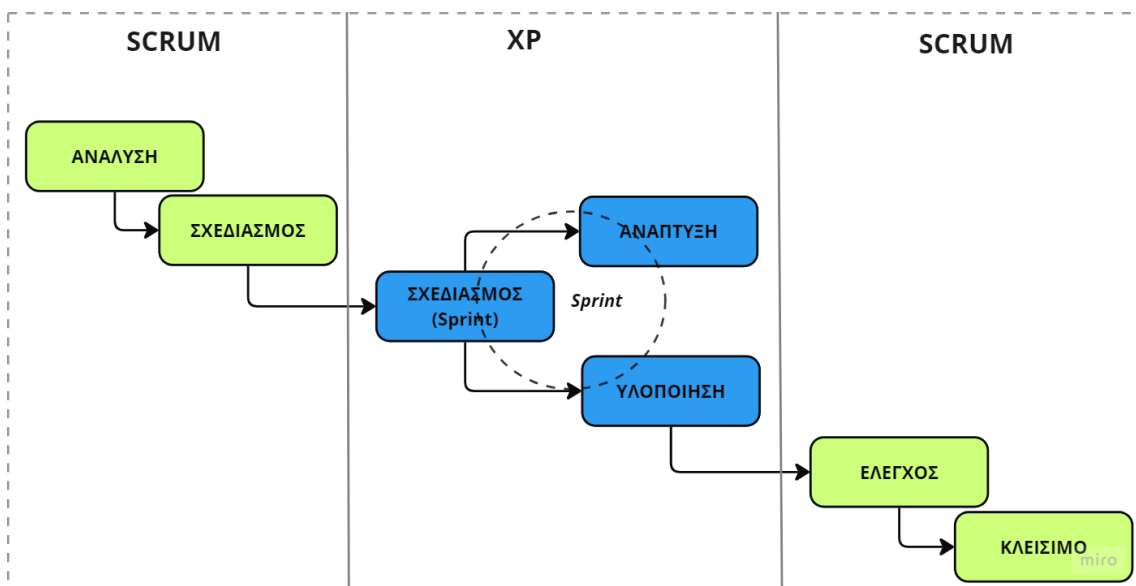 SCRUM
XP
SCRUM
ΑΝΑΛΥΣΗ
ΣΧΕΔΙΑΣΜΟΣ
ΑΝΑΠΤΥΞΗ
ΣΧΕΔΙΑΣΜΟΣ
(Sprint)
Sprint
ΥΛΟΠΟΙΗΣΗ
ΕΛΕΓΧΟΣ
ΚΛΕΙΣΙΜΟ
miro